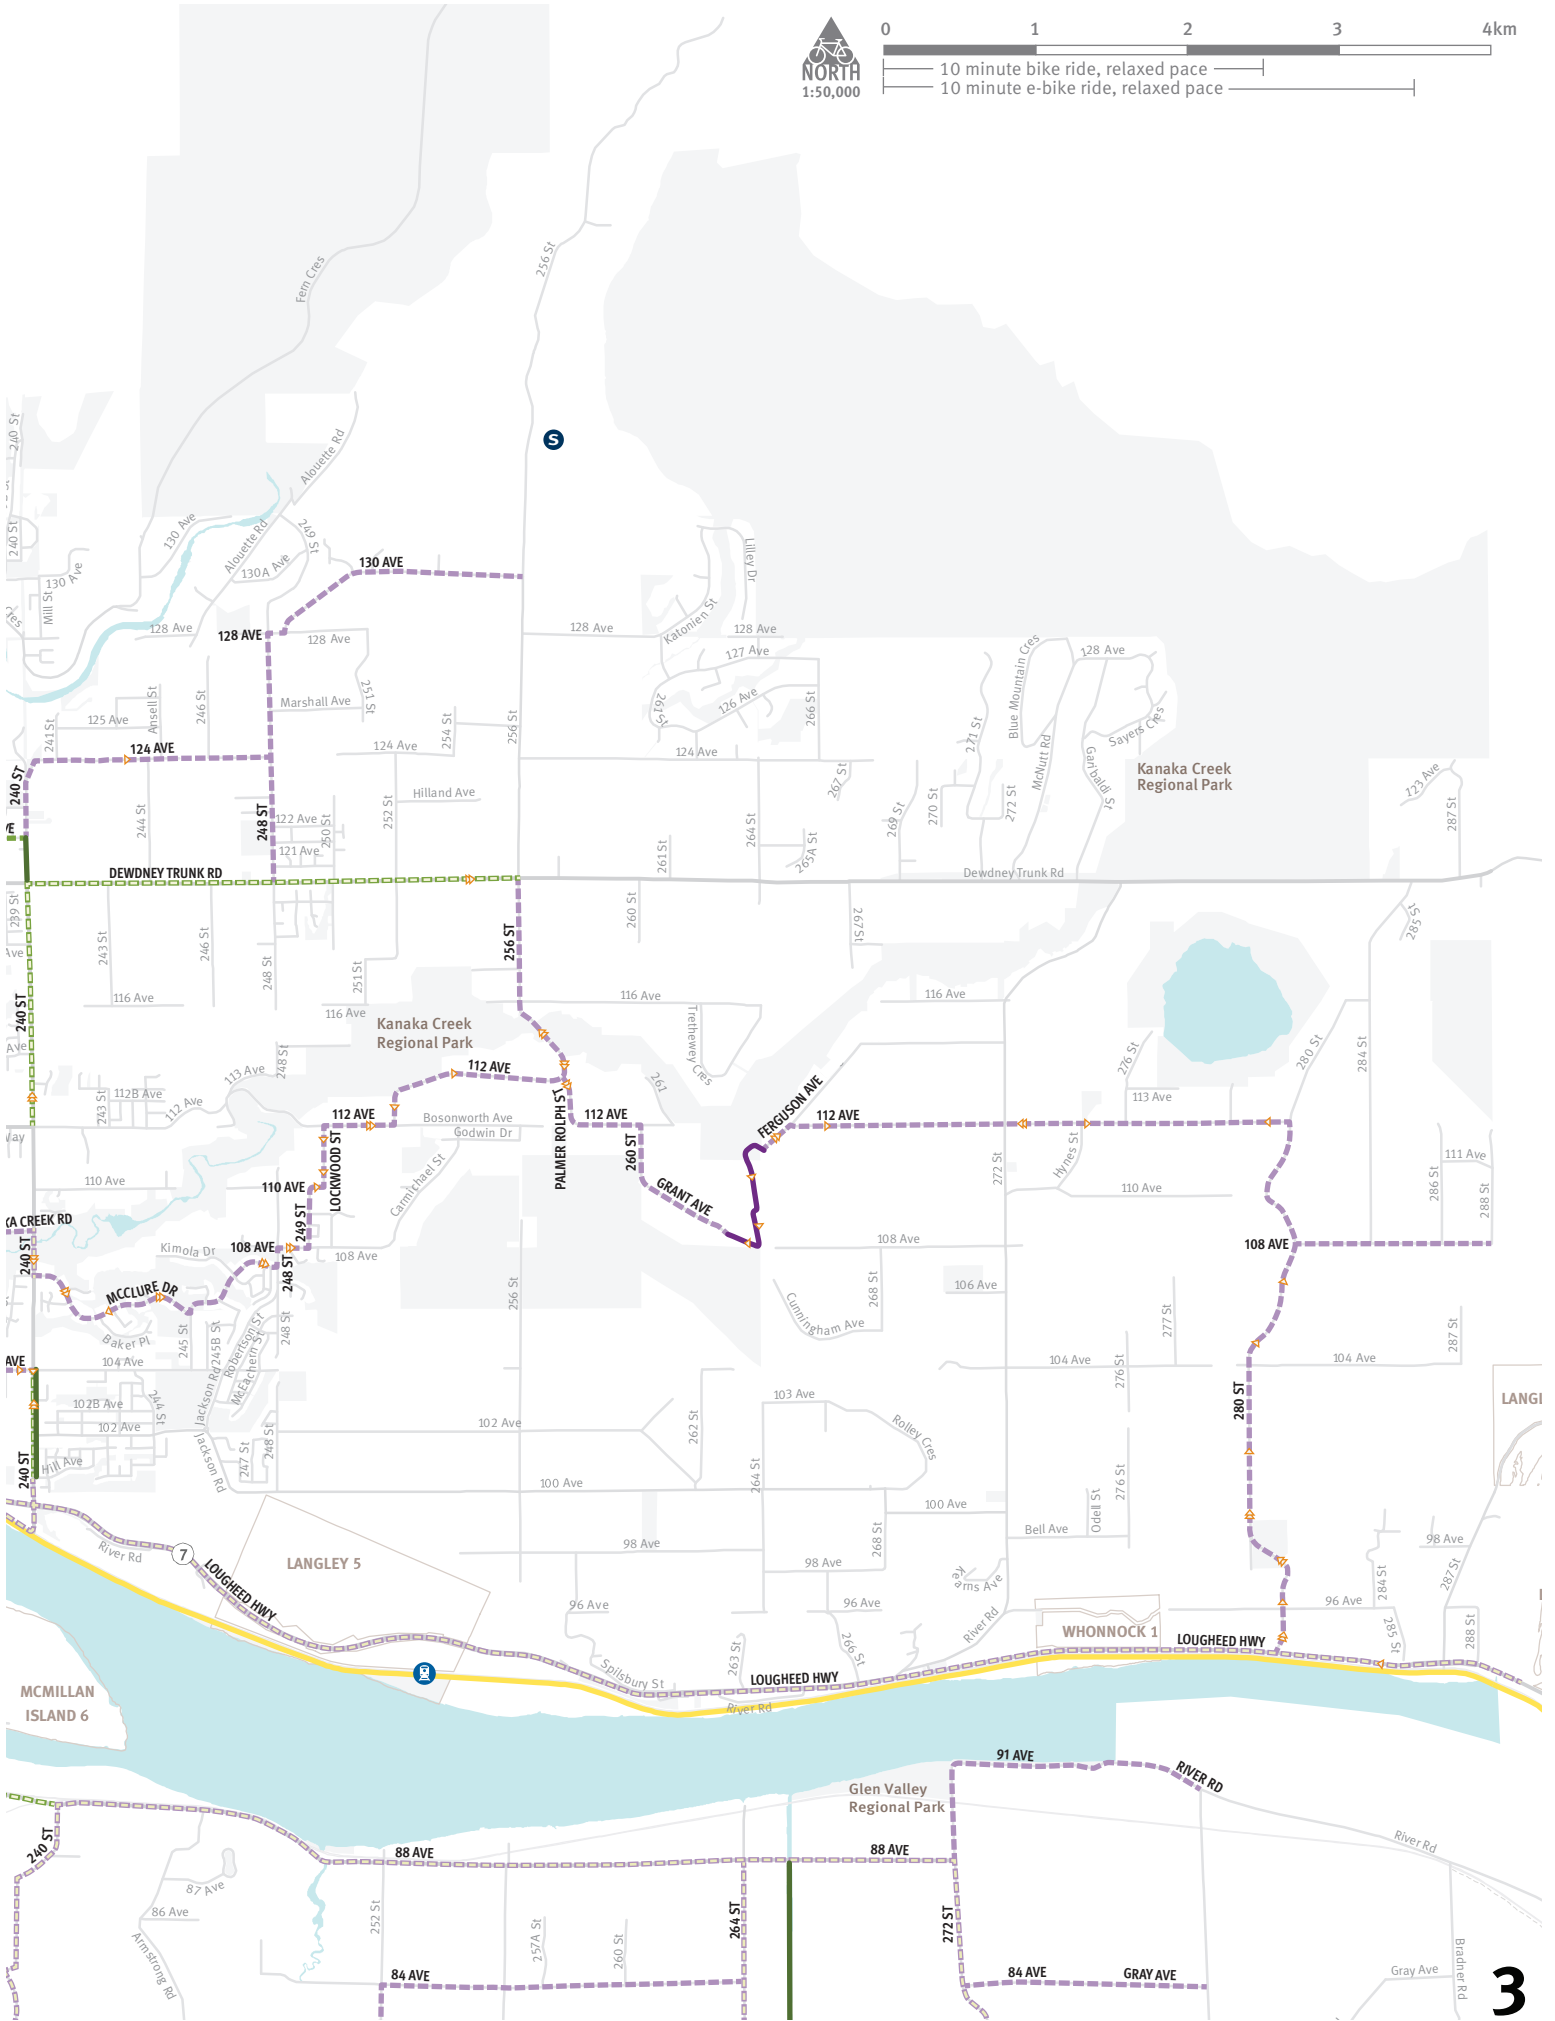 0 1 2 3 4km
10 minute bike ride, relaxed pace
10 minute e-bike ride, relaxed pace
NORTH
1:50,000
256 St
Fern Cres
240 St
S
Alouette Rd
130 Ave
249 St
Alouette Rd
240 St
130A Ave
130 AVE
Lilley Dr
130 Ave
Mill St
128 Ave
128 AVE
128 Ave
128 Ave
Katonien St
128 Ave
127 Ave
Blue Mountain Cres
128 Ave
125 Ave
Ansell St
246 St
Marshall Ave
251 St
241 St
254 St
256 St
261 St
126 Ave
266 St
271 St
McNutt Rd
Garibaldi St
Sayers Cres
124 AVE
124 Ave
124 Ave
Kanaka Creek
Regional Park
240 ST
244 St
248 ST
122 Ave
121 Ave
250 St
252 St
Hilland Ave
267 St
264 St
265A St
261 St
269 St
270 St
272 St
123 Ave
287 St
VE
DEWDNEY TRUNK RD
Dewdney Trunk Rd
239 St
Ave
243 St
246 St
248 St
251 St
256 ST
260 St
267 St
285 St
240 ST
116 Ave
116 Ave
116 Ave
116 Ave
Kanaka Creek
Regional Park
Trethewey Cres
Ave
248 St
113 Ave
112B Ave
243 St
112 Ave
112 AVE
261
276 St
280 St
284 St
113 Ave
112 AVE
Bosonworth Ave
Godwin Dr
PALMER ROLPH ST
112 AVE
260 ST
FERGUSON AVE
112 AVE
LOCKWOOD ST
Carmichael St
272 St
Hynes St
111 Ave
286 St
288 St
110 Ave
110 AVE
GRANT AVE
110 Ave
KA CREEK RD
240 ST
249 ST
Kimola Dr
108 AVE
248 ST
108 Ave
108 Ave
108 AVE
MCCLURE DR
Baker Pl
245 St
245B St
Robertson St
McEachern St
248 St
256 St
268 St
106 Ave
Cunningham Ave
277 St
287 St
AVE
104 Ave
104 Ave
276 St
104 Ave
102B Ave
102 Ave
244 St
Jackson Rd
Jackson Rd
247 St
248 St
102 Ave
262 St
103 Ave
Rolley Cres
280 ST
LANGL
240 ST
Hill Ave
100 Ave
264 St
100 Ave
276 St
Odell St
Bell Ave
River Rd
7
LOUGHEED HWY
LANGLEY 5
98 Ave
98 Ave
268 St
98 Ave
Kearns Ave
284 St
287 St
96 Ave
96 Ave
96 Ave
River Rd
WHONNOCK 1
LOUGHEED HWY
285 St
288 St
263 St
266 St
Spilsbury St
LOUGHEED HWY
River Rd
MCMILLAN
ISLAND 6
91 AVE
RIVER RD
Glen Valley
Regional Park
River Rd
240 ST
88 AVE
88 AVE
87 Ave
86 Ave
Armstrong Rd
252 St
257A St
260 St
264 ST
272 ST
84 AVE
84 AVE
GRAY AVE
Gray Ave
Bradner Rd
3